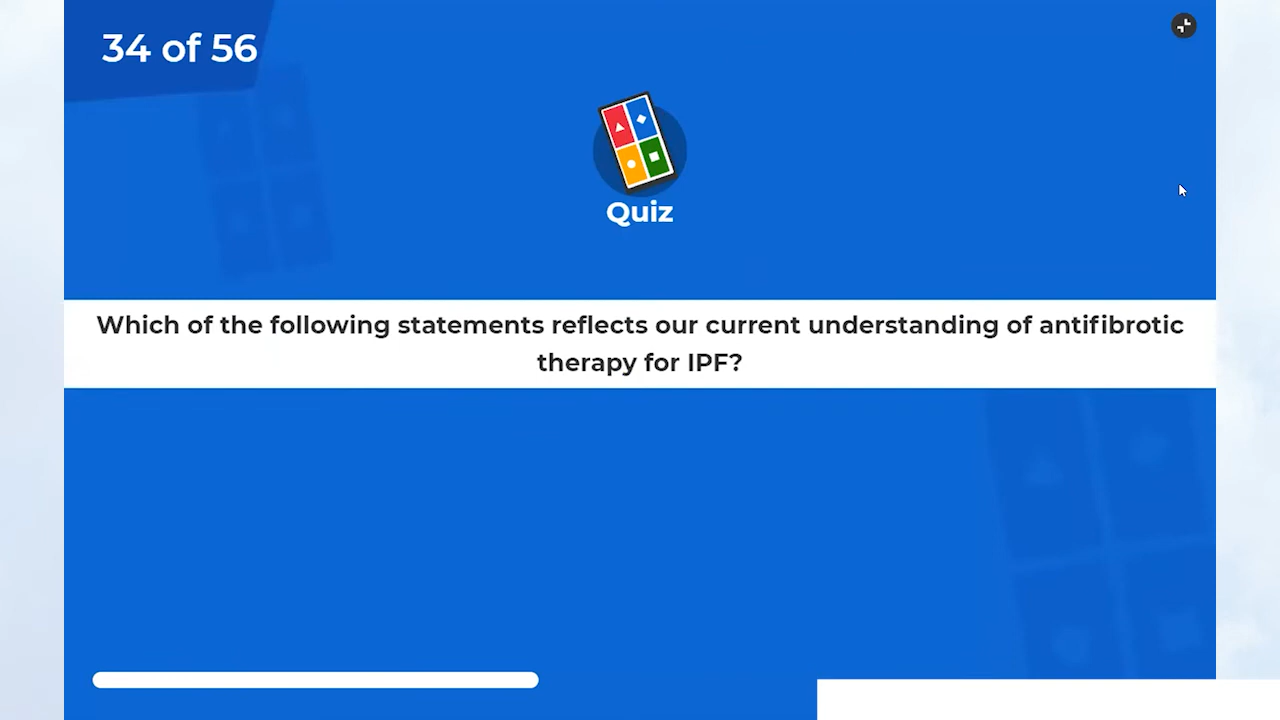 34 of 56
Quiz
Which of the following statements reflects our current understanding of antifibrotic
therapy for IPF?